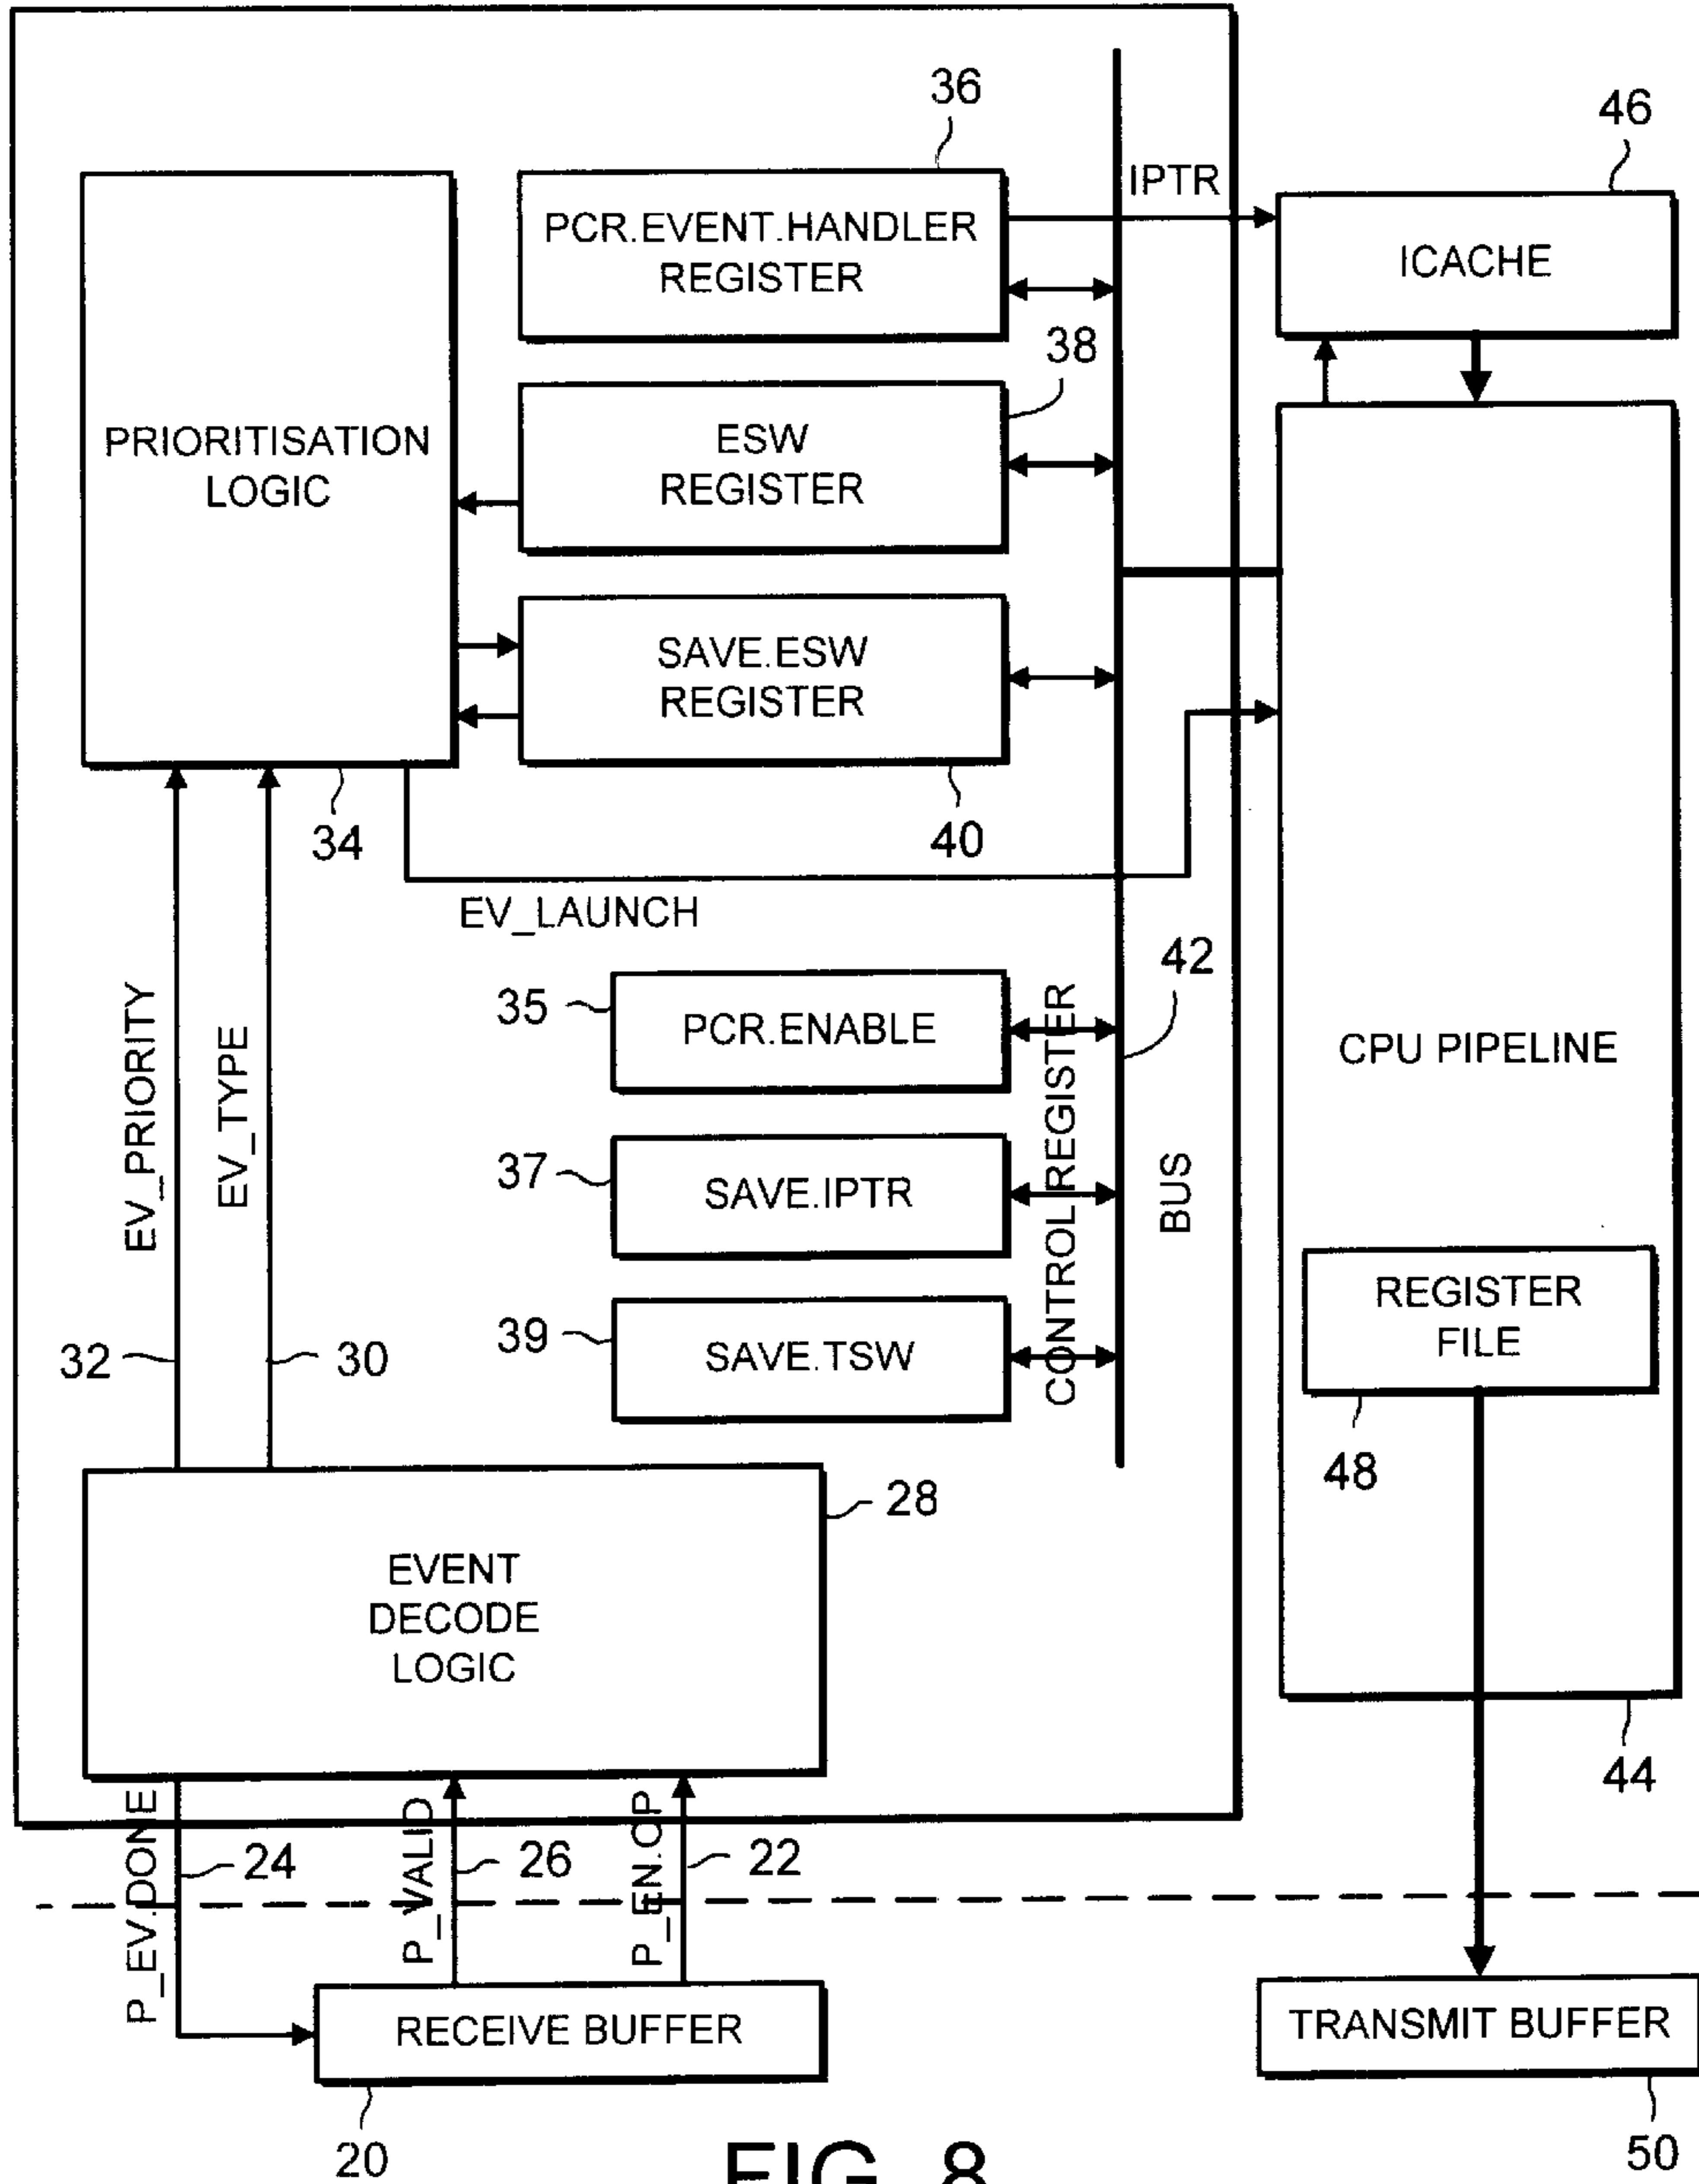 36
46
IPTR
PCR.EVENT.HANDLER
REGISTER
ICACHE
38
PRIORITISATION
LOGIC
ESW
REGISTER
SAVE.ESW
REGISTER
34
40
EV_LAUNCH
42
35
PCR.ENABLE
CPU PIPELINE
EV_PRIORITY
EV_TYPE
CONTROL REGISTER
BUS
37
SAVE.IPTR
REGISTER
FILE
32
30
39
SAVE.TSW
48
28
EVENT
DECODE
LOGIC
44
P_EV.DONE
24
P_VALID
26
P_EN.OP
22
RECEIVE BUFFER
TRANSMIT BUFFER
20
50
FIG. 8